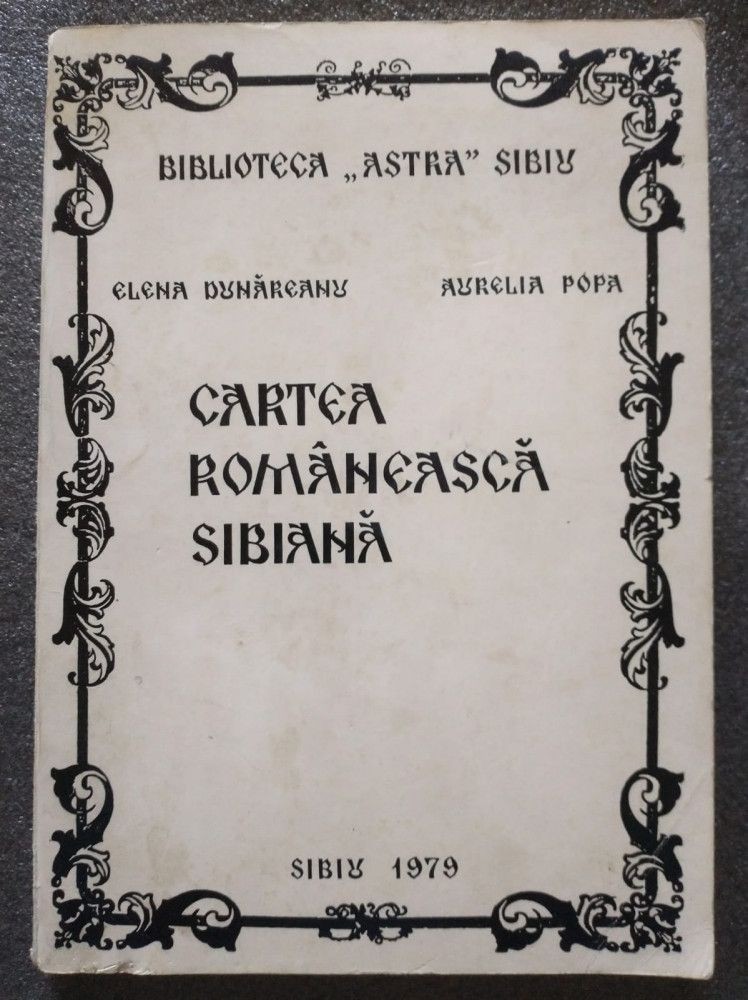 BIBLIOTECA „ASTRA” SIBIU
ELENA DUNĂREANU AURELIA POPA
CARTEA
ROMÂNEASCĂ
SIBIANĂ
SIBIU 1979